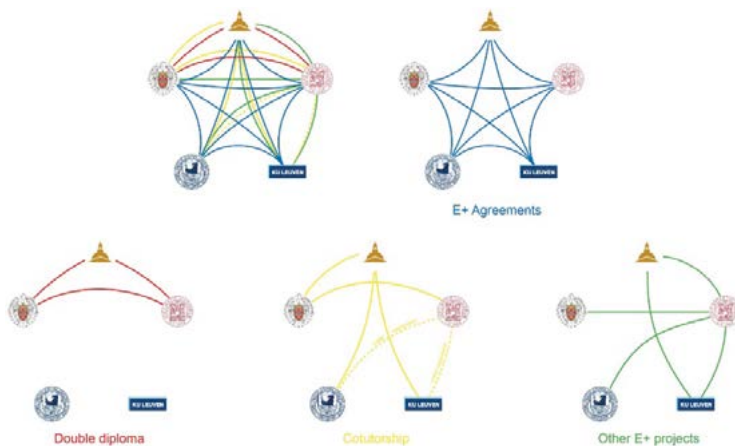 KU LEUVEN
KU LEUVEN
E+ Agreements
KU LEUVEN
KU LEUVEN
KU LEUVEN
Double diploma
Cotutorship
Other E+ projects